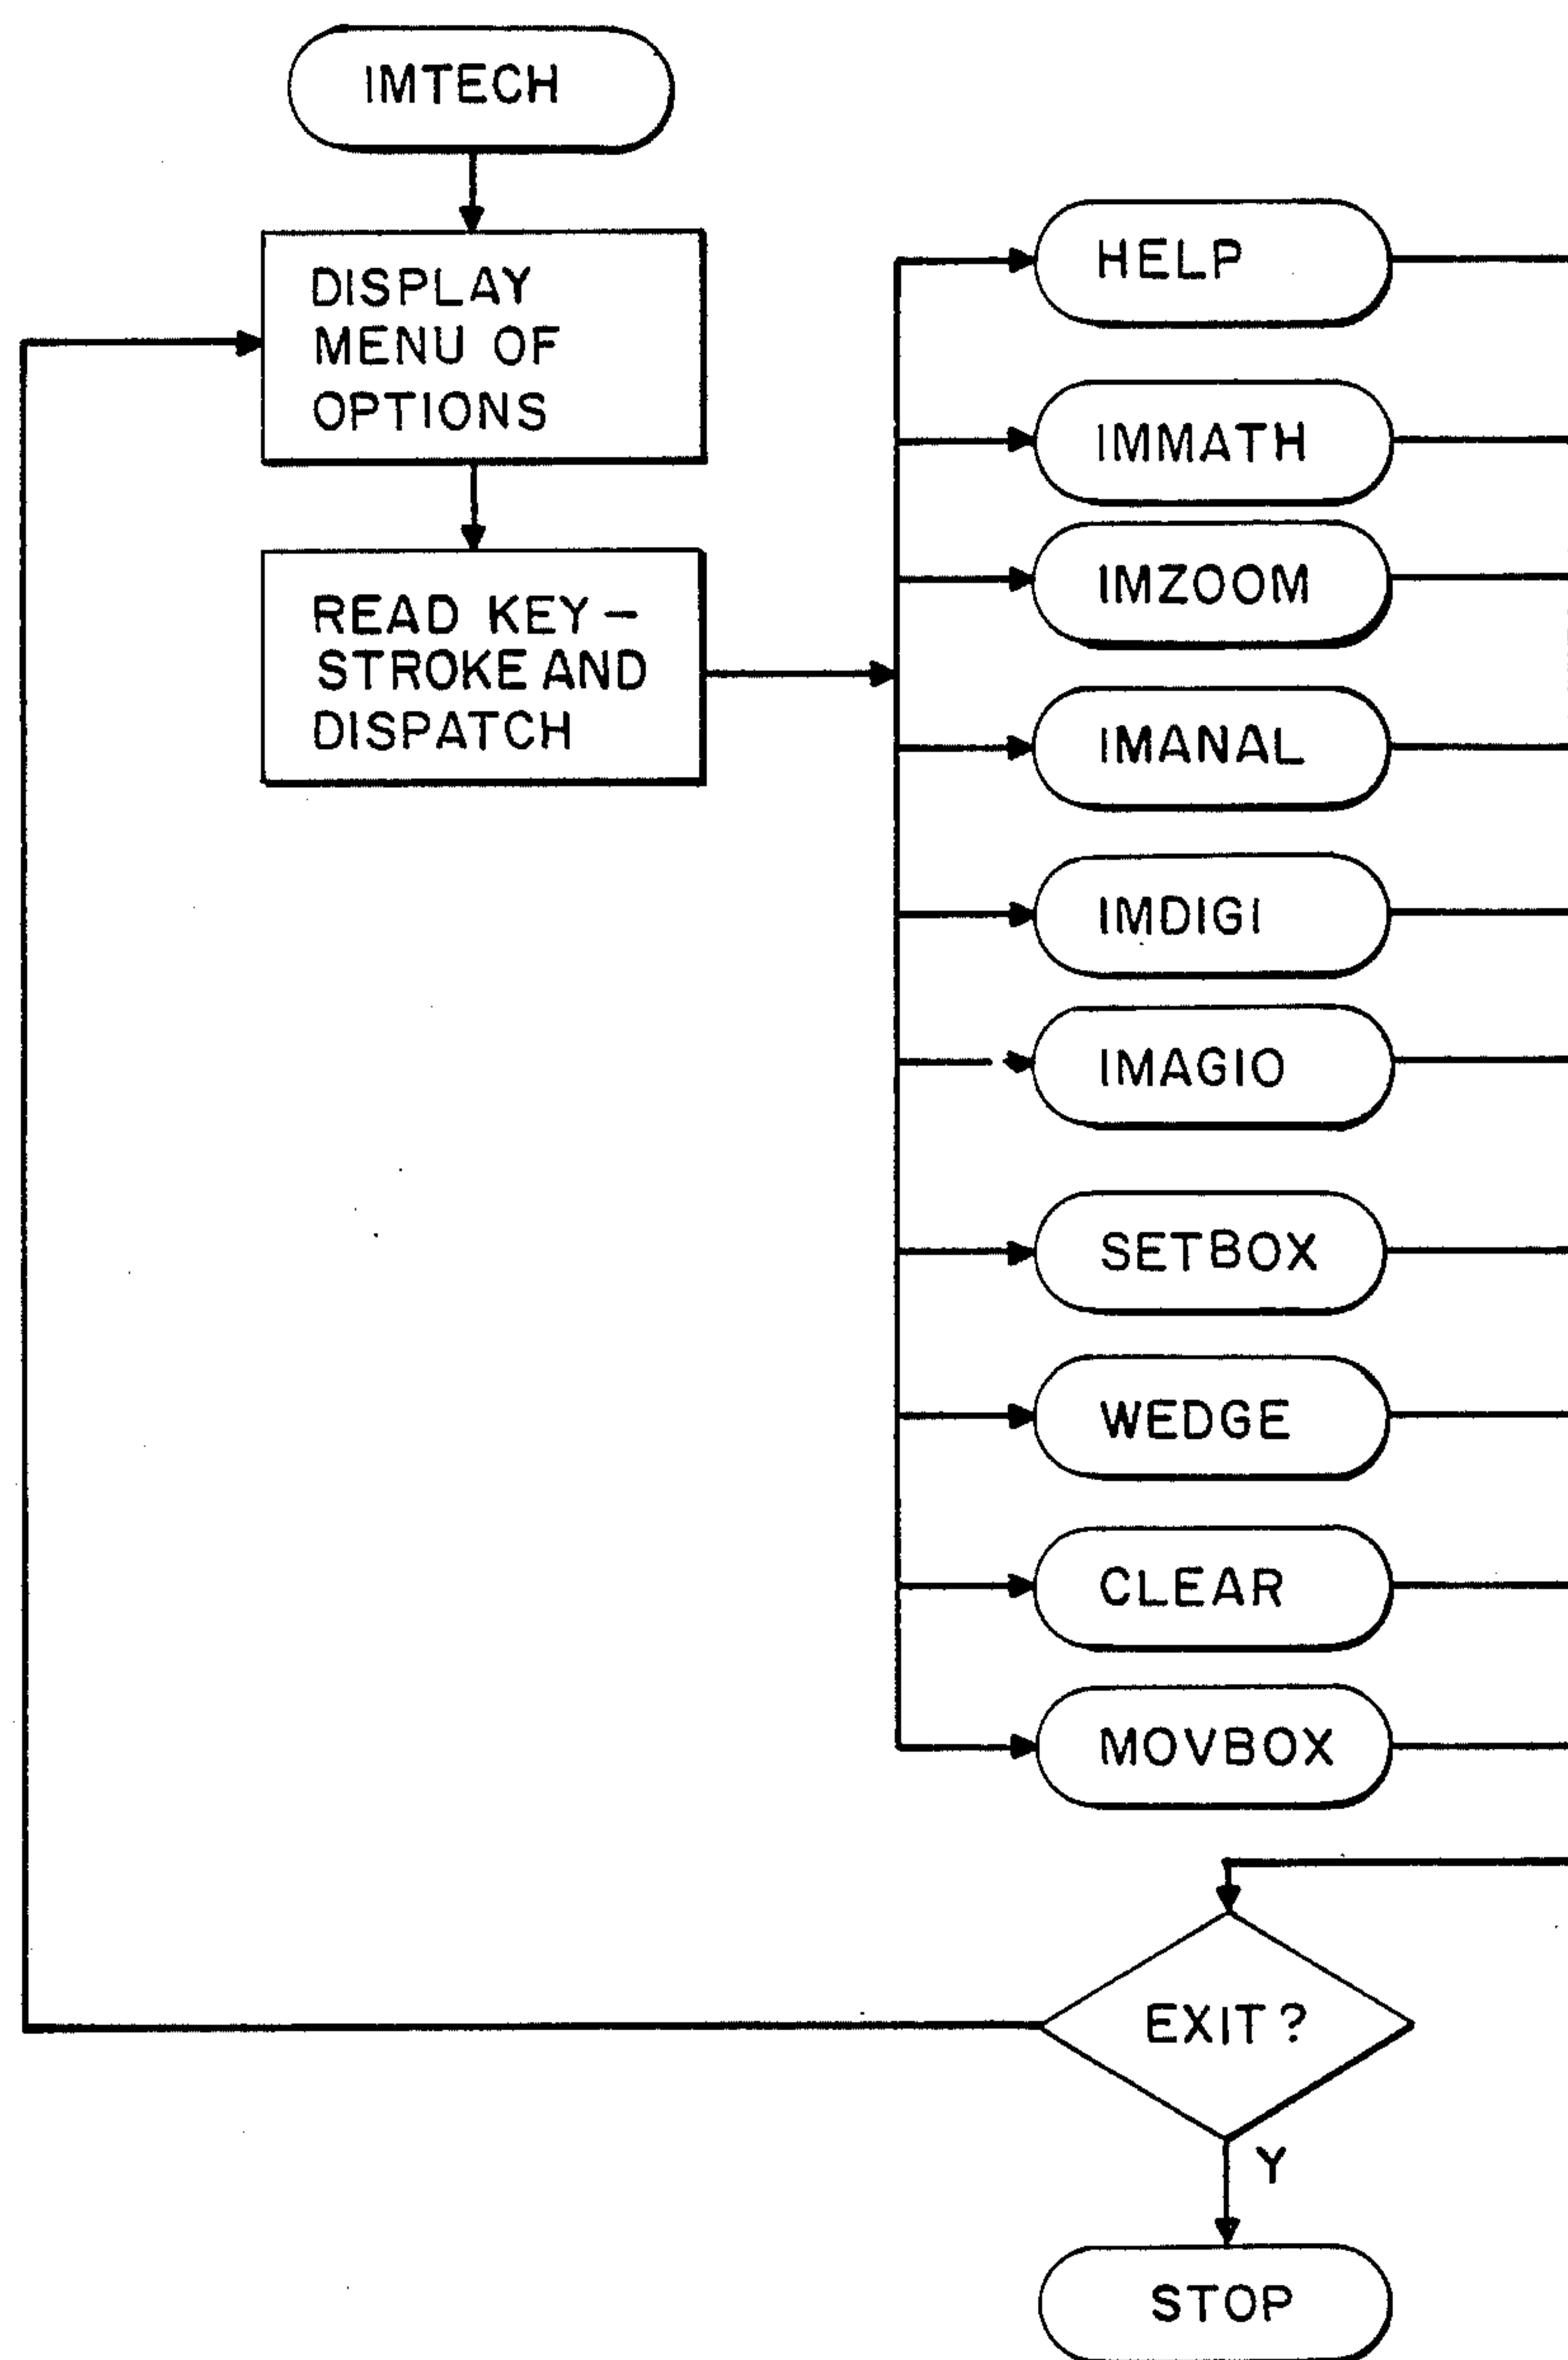 IMTECH
DISPLAY
MENU OF
OPTIONS
READ KEY-
STROKE AND
DISPATCH
HELP
IMMATH
IMZOOM
IMANAL
IMDIGI
IMAGIO
SETBOX
WEDGE
CLEAR
MOVBOX
EXIT?
Y
STOP